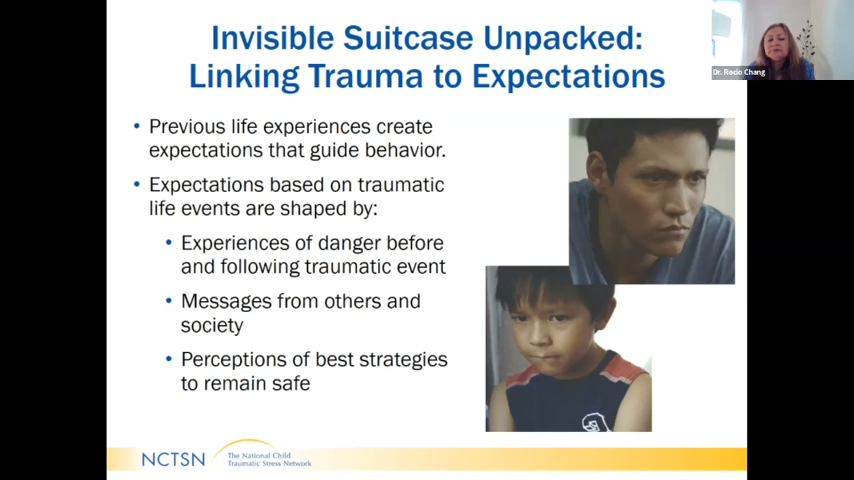 Invisible Suitcase Unpacked:
Linking Trauma to Expectations
Dr. Rocio Chang
• Previous life experiences create
expectations that guide behavior.
• Expectations based on traumatic
life events are shaped by:
• Experiences of danger before
and following traumatic event
• Messages from others and
society
• Perceptions of best strategies
to remain safe
NCTSN
The National Child
Traumatic Stress Network